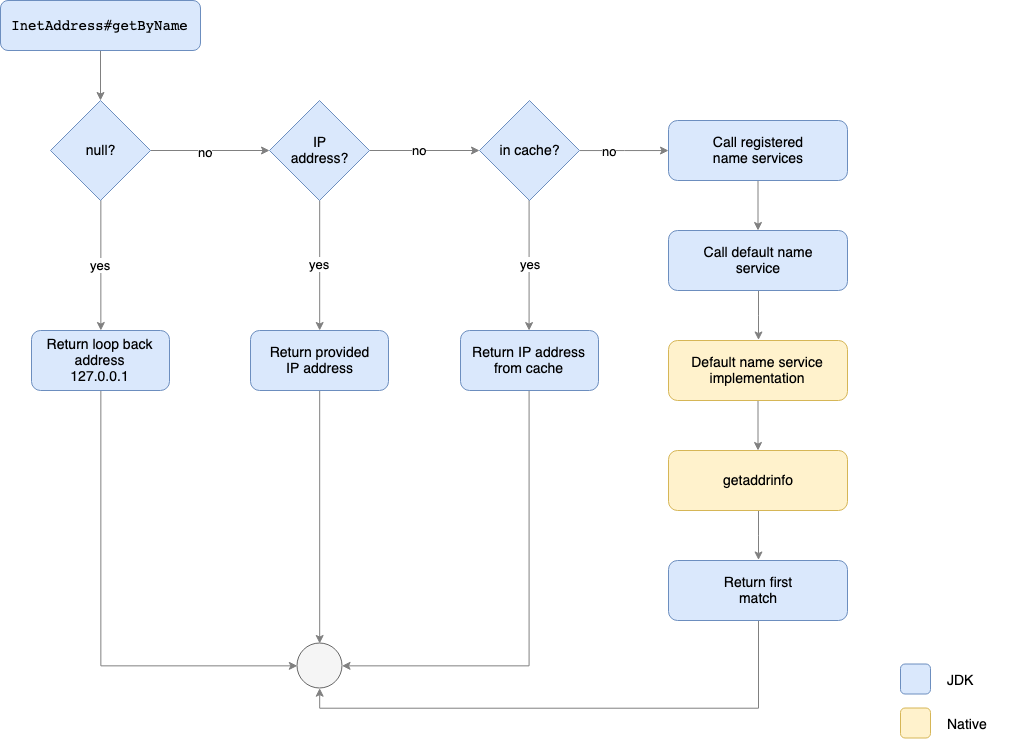 InetAddress#getByName
null?
no
IP
address?
no
in cache?
no
Call registered
name services
Call default name
service
yes
yes
yes
Return loop back
address
127.0.0.1
Return provided
IP address
Return IP address
from cache
Default name service
implementation
getaddrinfo
Return first
match
JDK
Native